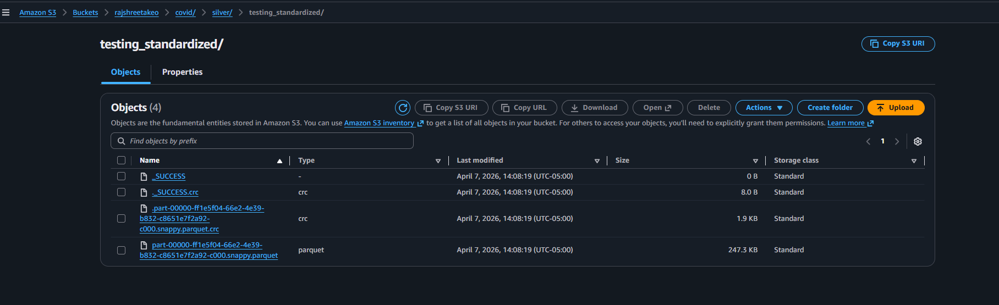 Amazon S3 > Buckets > rajshreetakeo > covid/ > silver/ > testing_standardized/
testing_standardized/
Copy S3 URI
Objects
Properties
Objects (4)
Copy S3 URI
Copy URL
Download
Open
Delete
Actions
Create folder
Upload
Objects are the fundamental entities stored in Amazon S3. You can use Amazon S3 inventory to get a list of all objects in your bucket. For others to access your objects, you'll need to explicitly grant them permissions. Learn more
Find objects by prefix
1
Name Type Last modified Size Storage class
_SUCCESS - April 7, 2026, 14:08:19 (UTC-05:00) 0 B Standard
._SUCCESS.crc crc April 7, 2026, 14:08:19 (UTC-05:00) 8.0 B Standard
.part-00000-ff1e5f04-66e2-4e39-
b832-c8651e7f2a92- crc April 7, 2026, 14:08:19 (UTC-05:00) 1.9 KB Standard
c000.snappy.parquet.crc
part-00000-ff1e5f04-66e2-4e39-
b832-c8651e7f2a92-c000.snappy.parquet parquet April 7, 2026, 14:08:19 (UTC-05:00) 247.3 KB Standard